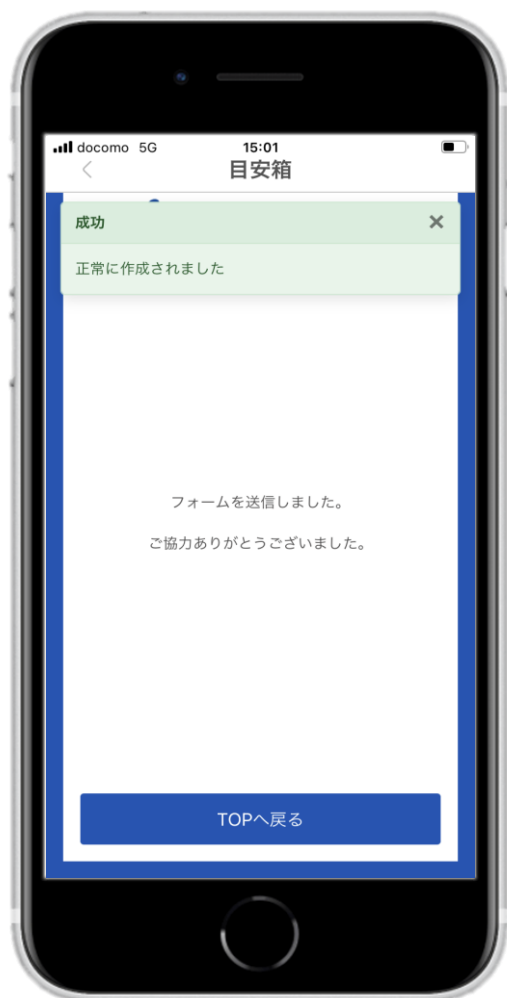 docomo 5G 15:01
目安箱
成功 ×
正常に作成されました
フォームを送信しました。
ご協力ありがとうございました。
TOPへ戻る